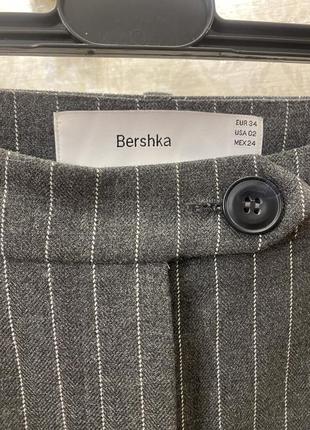 Bershka
EUR 34
USA 02
MEX 24